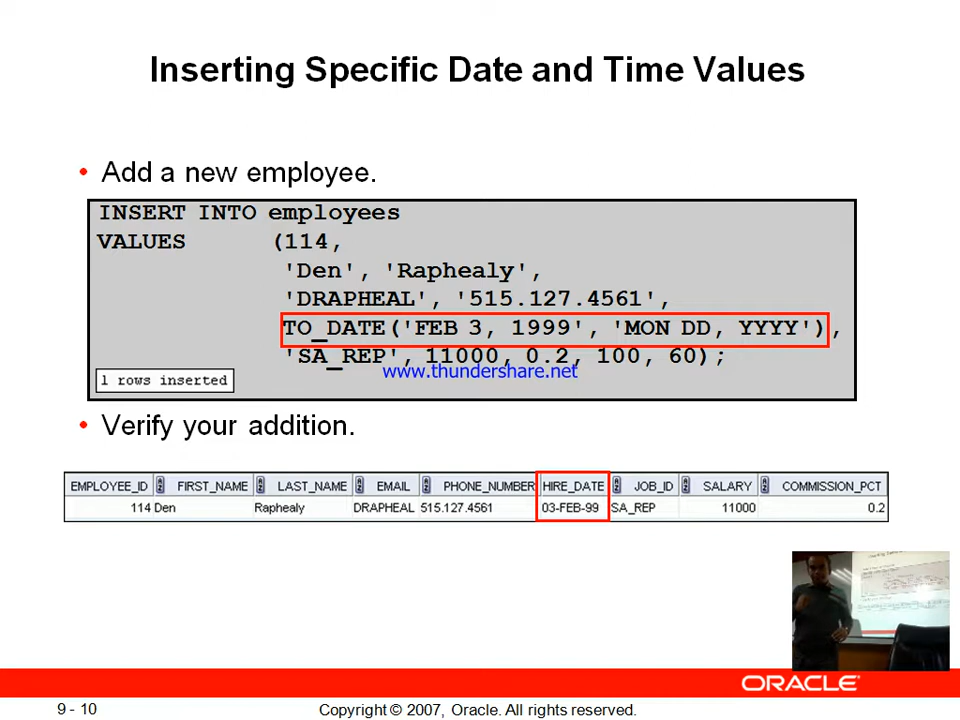 Inserting Specific Date and Time Values
• Add a new employee.
INSERT INTO employees
VALUES (114,
'Den', 'Raphealy',
'DRAPHEAL', '515.127.4561',
TO_DATE('FEB 3, 1999', 'MON DD, YYYY'),
'SA_REP', 11000, 0.2, 100, 60);
www.thundershare.net
1 rows inserted
• Verify your addition.
EMPLOYEE_ID FIRST_NAME LAST_NAME EMAIL PHONE_NUMBER HIRE_DATE JOB_ID SALARY COMMISSION_PCT
114 Den Raphealy DRAPHEAL 515.127.4561 03-FEB-99 SA_REP 11000 0.2
ORACLE
9 - 10 Copyright © 2007, Oracle. All rights reserved.